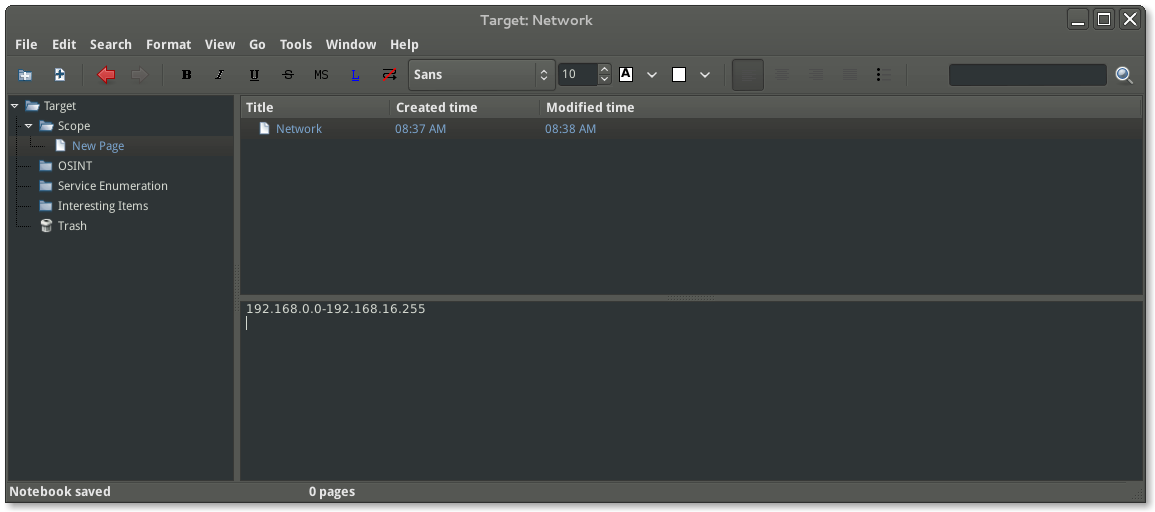 Target: Network
File Edit Search Format View Go Tools Window Help
B I U S MS L Sans 10 A
Target
Scope
New Page
OSINT
Service Enumeration
Interesting Items
Trash
Title Created time Modified time
Network 08:37 AM 08:38 AM
192.168.0.0-192.168.16.255
Notebook saved 0 pages